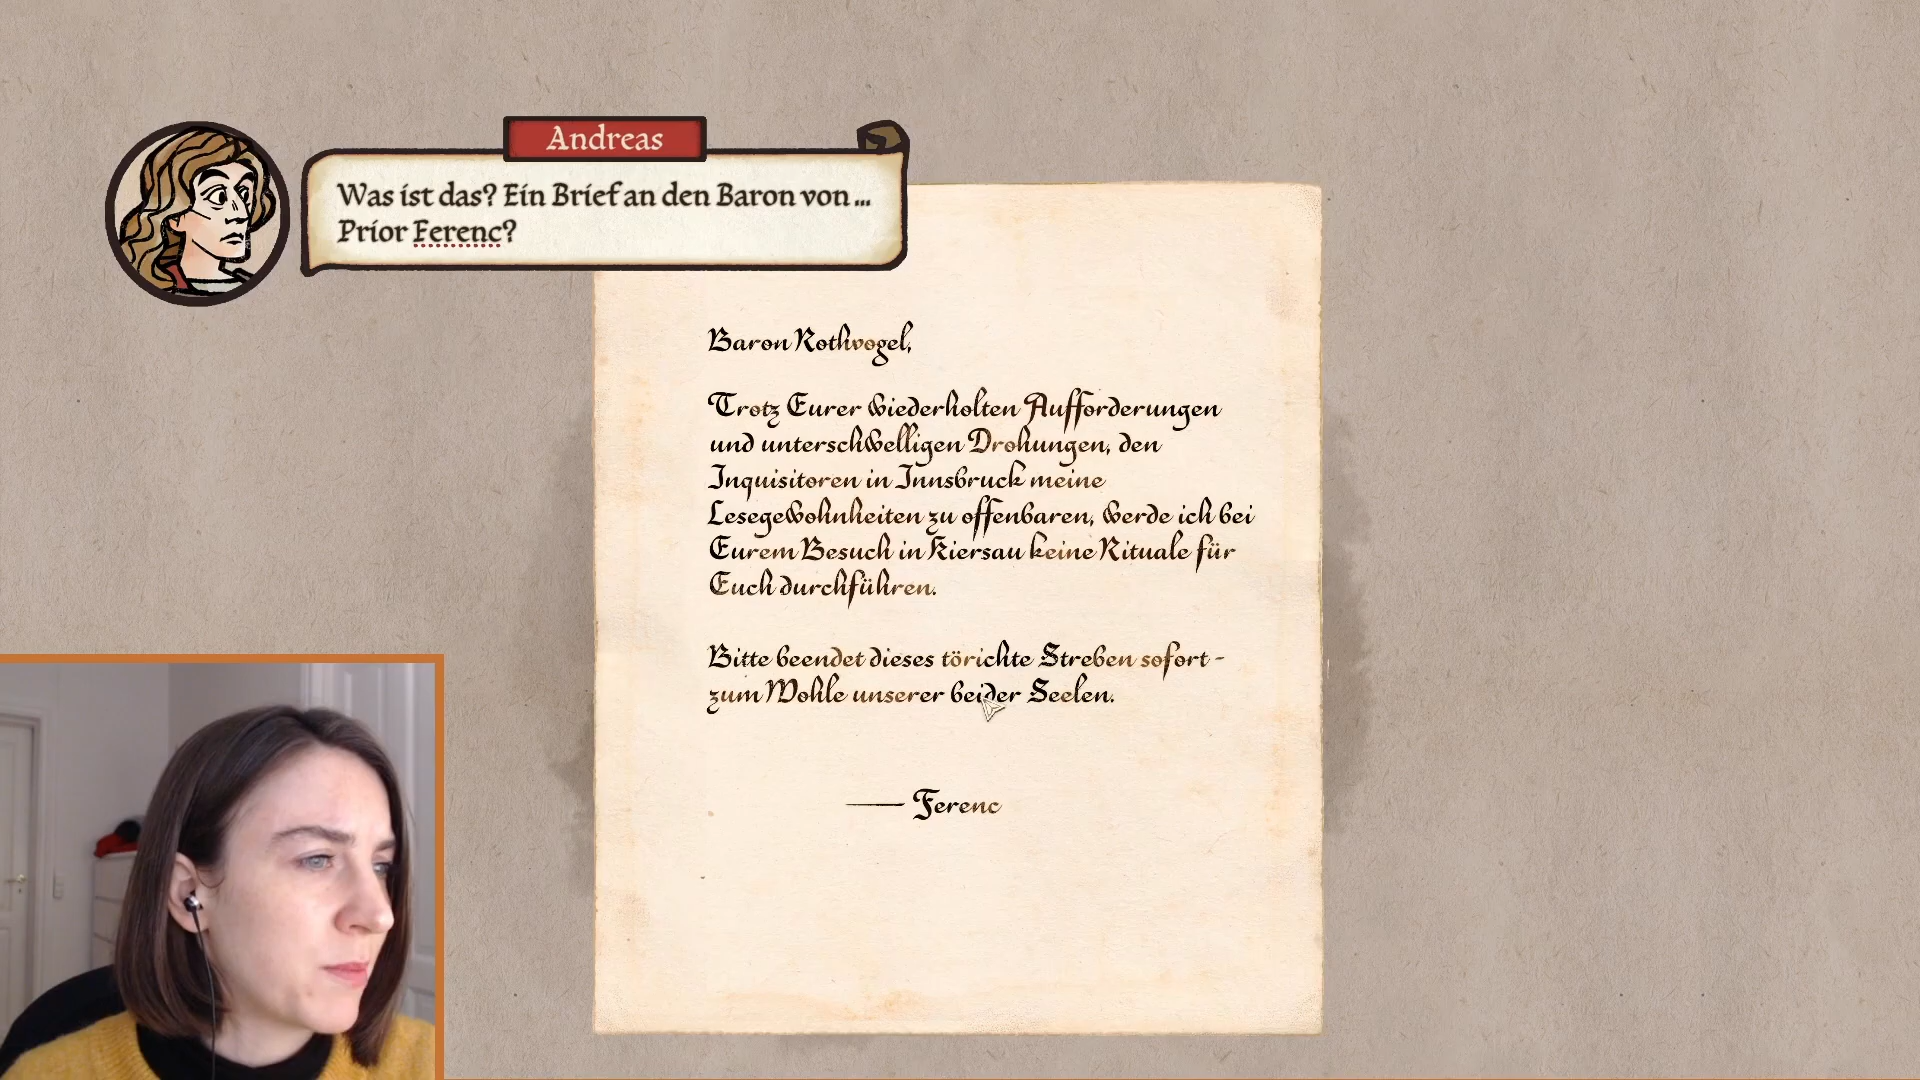 Andreas
Was ist das? Ein Brief an den Baron von ...
Prior Ferenc?
Baron Rothvogel,
Trotz Eurer wiederholten Aufforderungen
und unterschwelligen Drohungen, den
Inquisitoren in Innsbruck meine
Lesegewohnheiten zu offenbaren, werde ich bei
Eurem Besuch in Kiersau keine Rituale für
Euch durchführen.
Bitte beendet dieses törichte Streben sofort -
zum Wohle unserer beider Seelen.
—— Ferenc